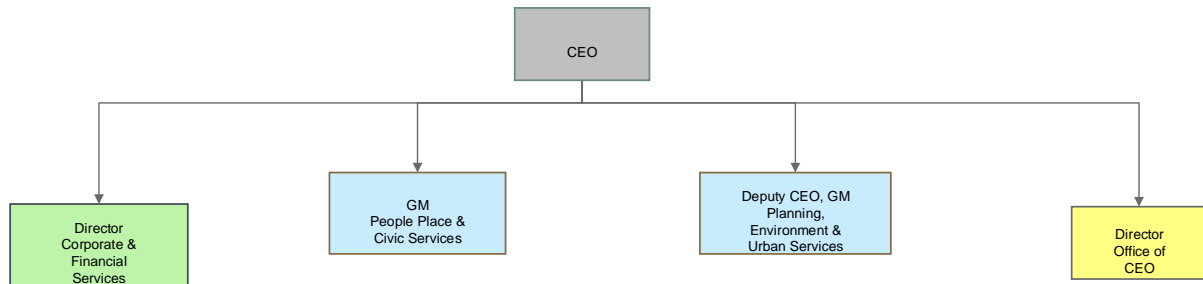 CEO
GM
People Place &
Civic Services
Deputy CEO, GM
Planning,
Environment &
Urban Services
Director
Corporate &
Financial
Services
Director
Office of
CEO